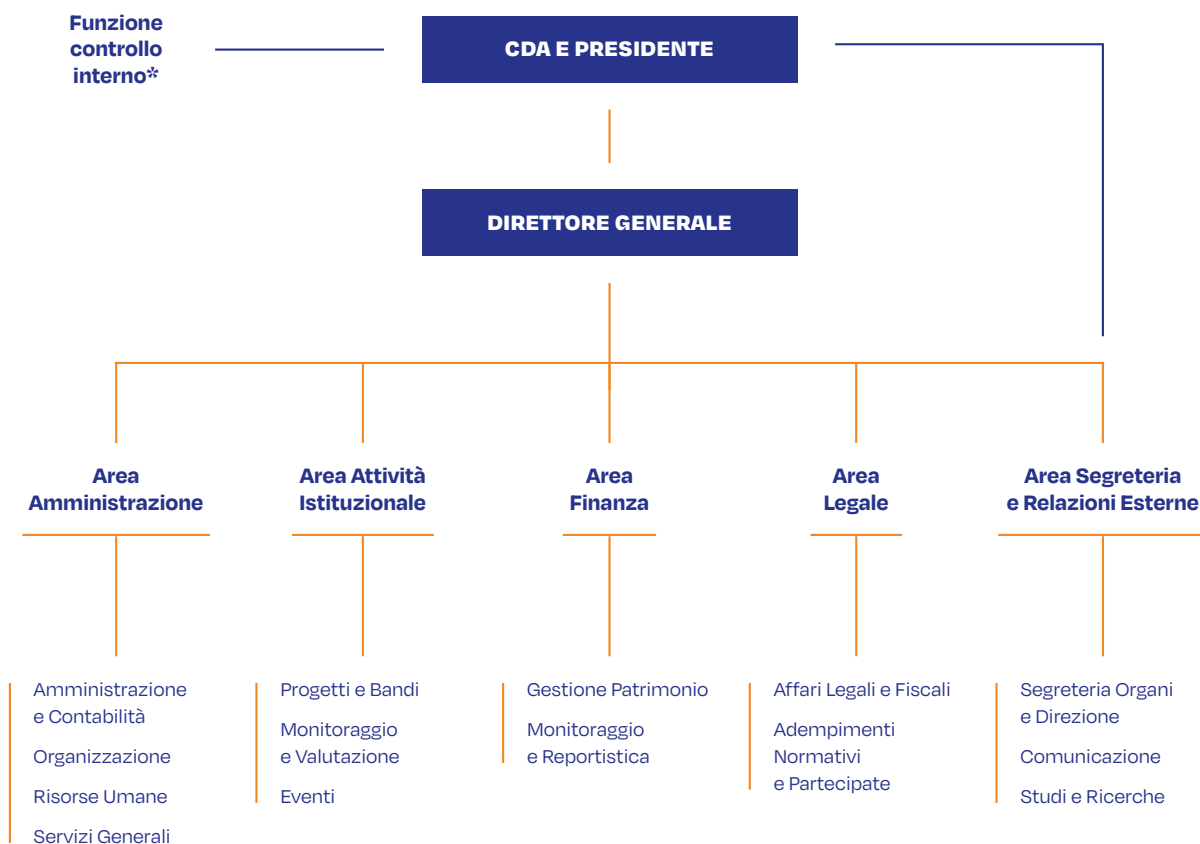 Funzione
controllo
interno*
CDA E PRESIDENTE
DIRETTORE GENERALE
Area
Amministrazione
Area Attività
Istituzionale
Area
Finanza
Area
Legale
Area Segreteria
e Relazioni Esterne
Amministrazione
e Contabilità
Organizzazione
Risorse Umane
Servizi Generali
Progetti e Bandi
Monitoraggio
e Valutazione
Eventi
Gestione Patrimonio
Monitoraggio
e Reportistica
Affari Legali e Fiscali
Adempimenti
Normativi
e Partecipate
Segreteria Organi
e Direzione
Comunicazione
Studi e Ricerche